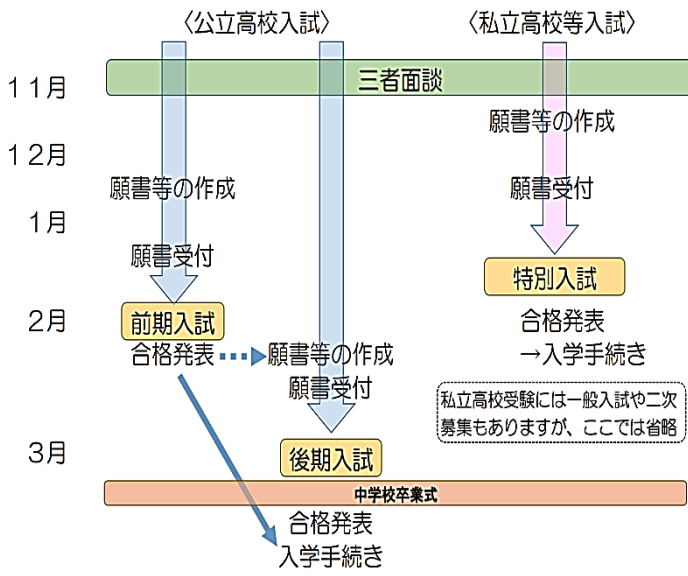 〈公立高校入試〉
〈私立高校等入試〉
11月
三者面談
願書等の作成
12月
願書等の作成
願書受付
1月
願書受付
特別入試
2月
前期入試
合格発表
合格発表
→入学手続き
願書等の作成
願書受付
私立高校受験には一般入試や二次
募集もありますが、ここでは省略
3月
後期入試
中学校卒業式
合格発表
入学手続き